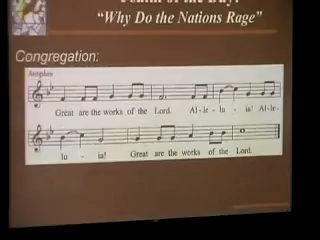 Psalm of the Day:
"Why Do the Nations Rage"
Congregation:
Antiphon
Great are the works of the Lord. Al - le - lu - ia! Al - le -
lu - ia! Great are the works of the Lord.